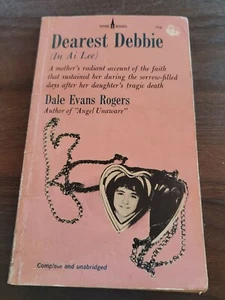 Dearest Debbie
(In Ai Lee)
A mother's radiant account of the faith
that sustained her during the sorrow-filled
days after her daughter's tragic death
Dale Evans Rogers
Author of "Angel Unaware"
Complete and unabridged